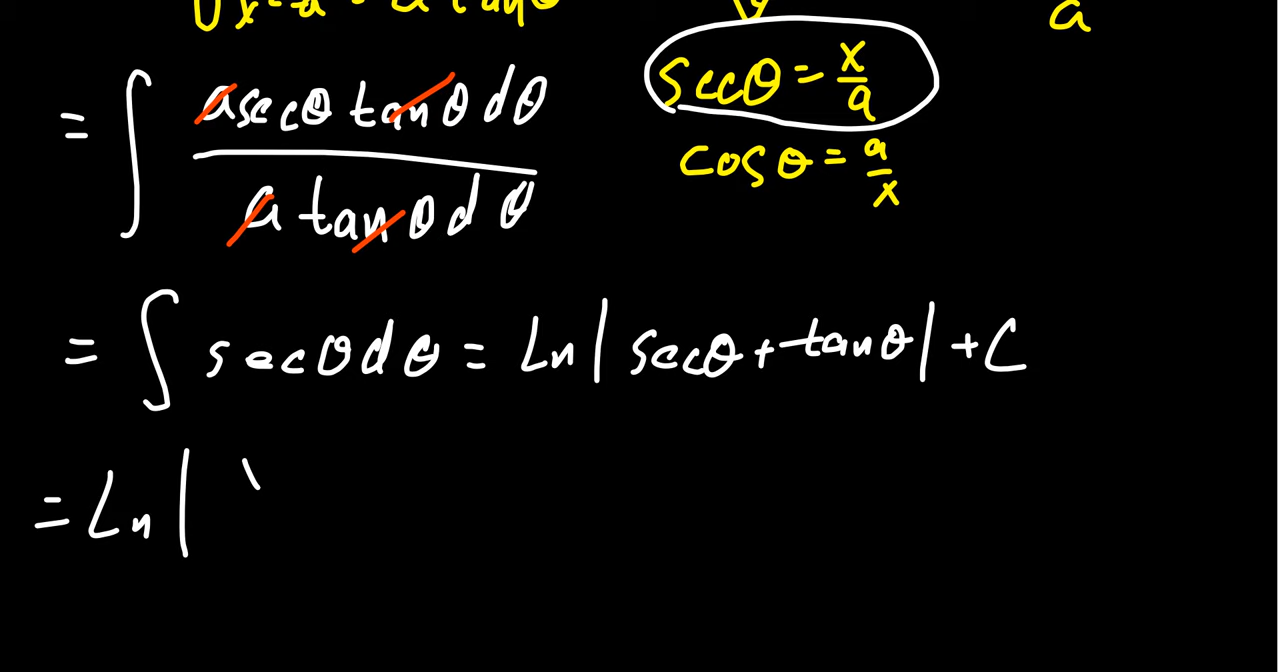 a
= ∫ a secθ tanθ dθ / a tanθ dθ
secθ = x/a
cosθ = a/x
= ∫ secθ dθ = Ln | secθ + tanθ | + C
= Ln |